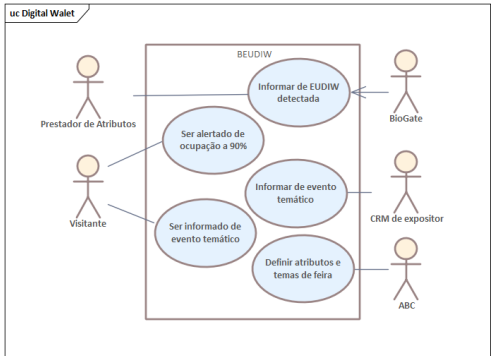 uc Digital Walet
BEUDIW
Informar de EUDIW
detectada
Prestador de Atributos
BioGate
Ser alertado de
ocupação a 90%
Informar de evento
temático
Visitante
CRM de expositor
Ser informado de
evento temático
Definir atributos e
temas de feira
ABC